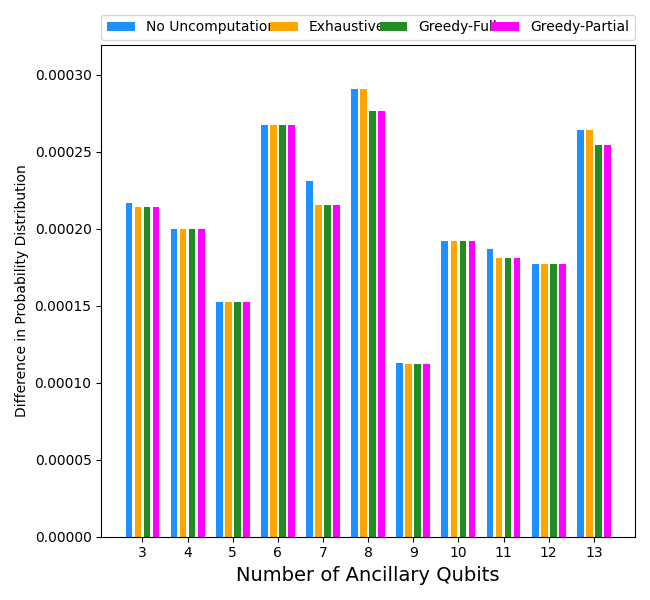 No Uncomputation Exhaustive Greedy-Full Greedy-Partial
0.00030
0.00025
0.00020
0.00015
0.00010
0.00005
0.00000
Difference in Probability Distribution
3 4 5 6 7 8 9 10 11 12 13
Number of Ancillary Qubits